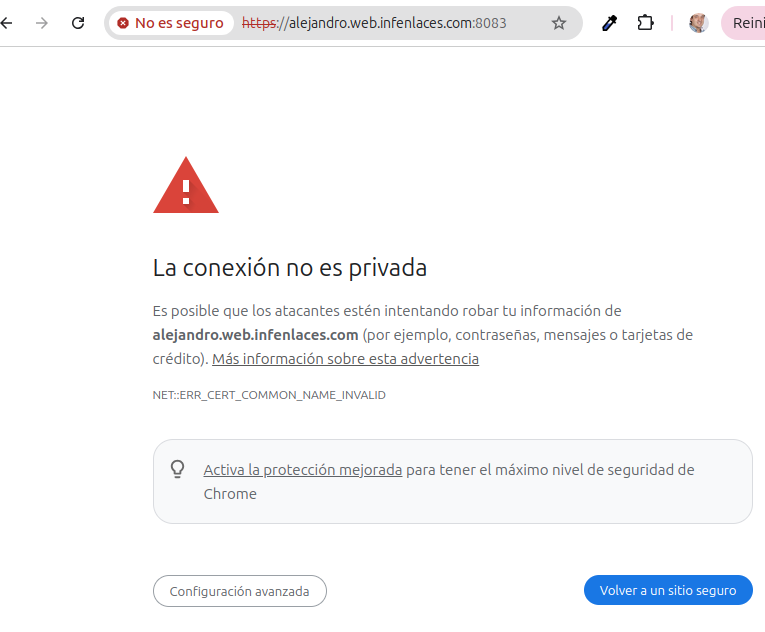 No es seguro https://alejandro.web.infenlaces.com:8083 Reini
La conexión no es privada
Es posible que los atacantes estén intentando robar tu información de
alejandro.web.infenlaces.com (por ejemplo, contraseñas, mensajes o tarjetas de
crédito). Más información sobre esta advertencia
NET::ERR_CERT_COMMON_NAME_INVALID
Activa la protección mejorada para tener el máximo nivel de seguridad de
Chrome
Configuración avanzada Volver a un sitio seguro